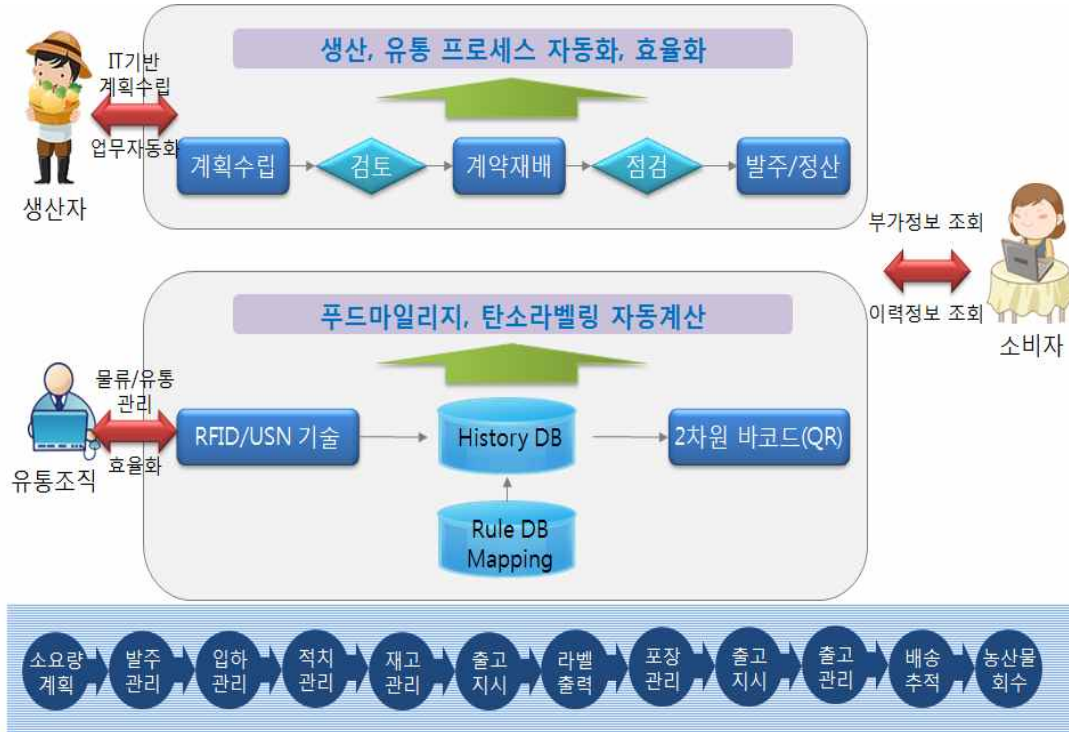 생산, 유통 프로세스 자동화, 효율화
IT기반
계획수립
업무자동화
생산자
계획수립
검토
계약재배
점검
발주/정산
부가정보 조회
이력정보 조회
소비자
푸드마일리지, 탄소라벨링 자동계산
물류/유통
관리
효율화
유통조직
RFID/USN 기술
History DB
2차원 바코드(QR)
Rule DB
Mapping
소요량
계획
발주
관리
입하
관리
적치
관리
재고
관리
출고
지시
라벨
출력
포장
관리
출고
지시
출고
관리
배송
추적
농산물
회수